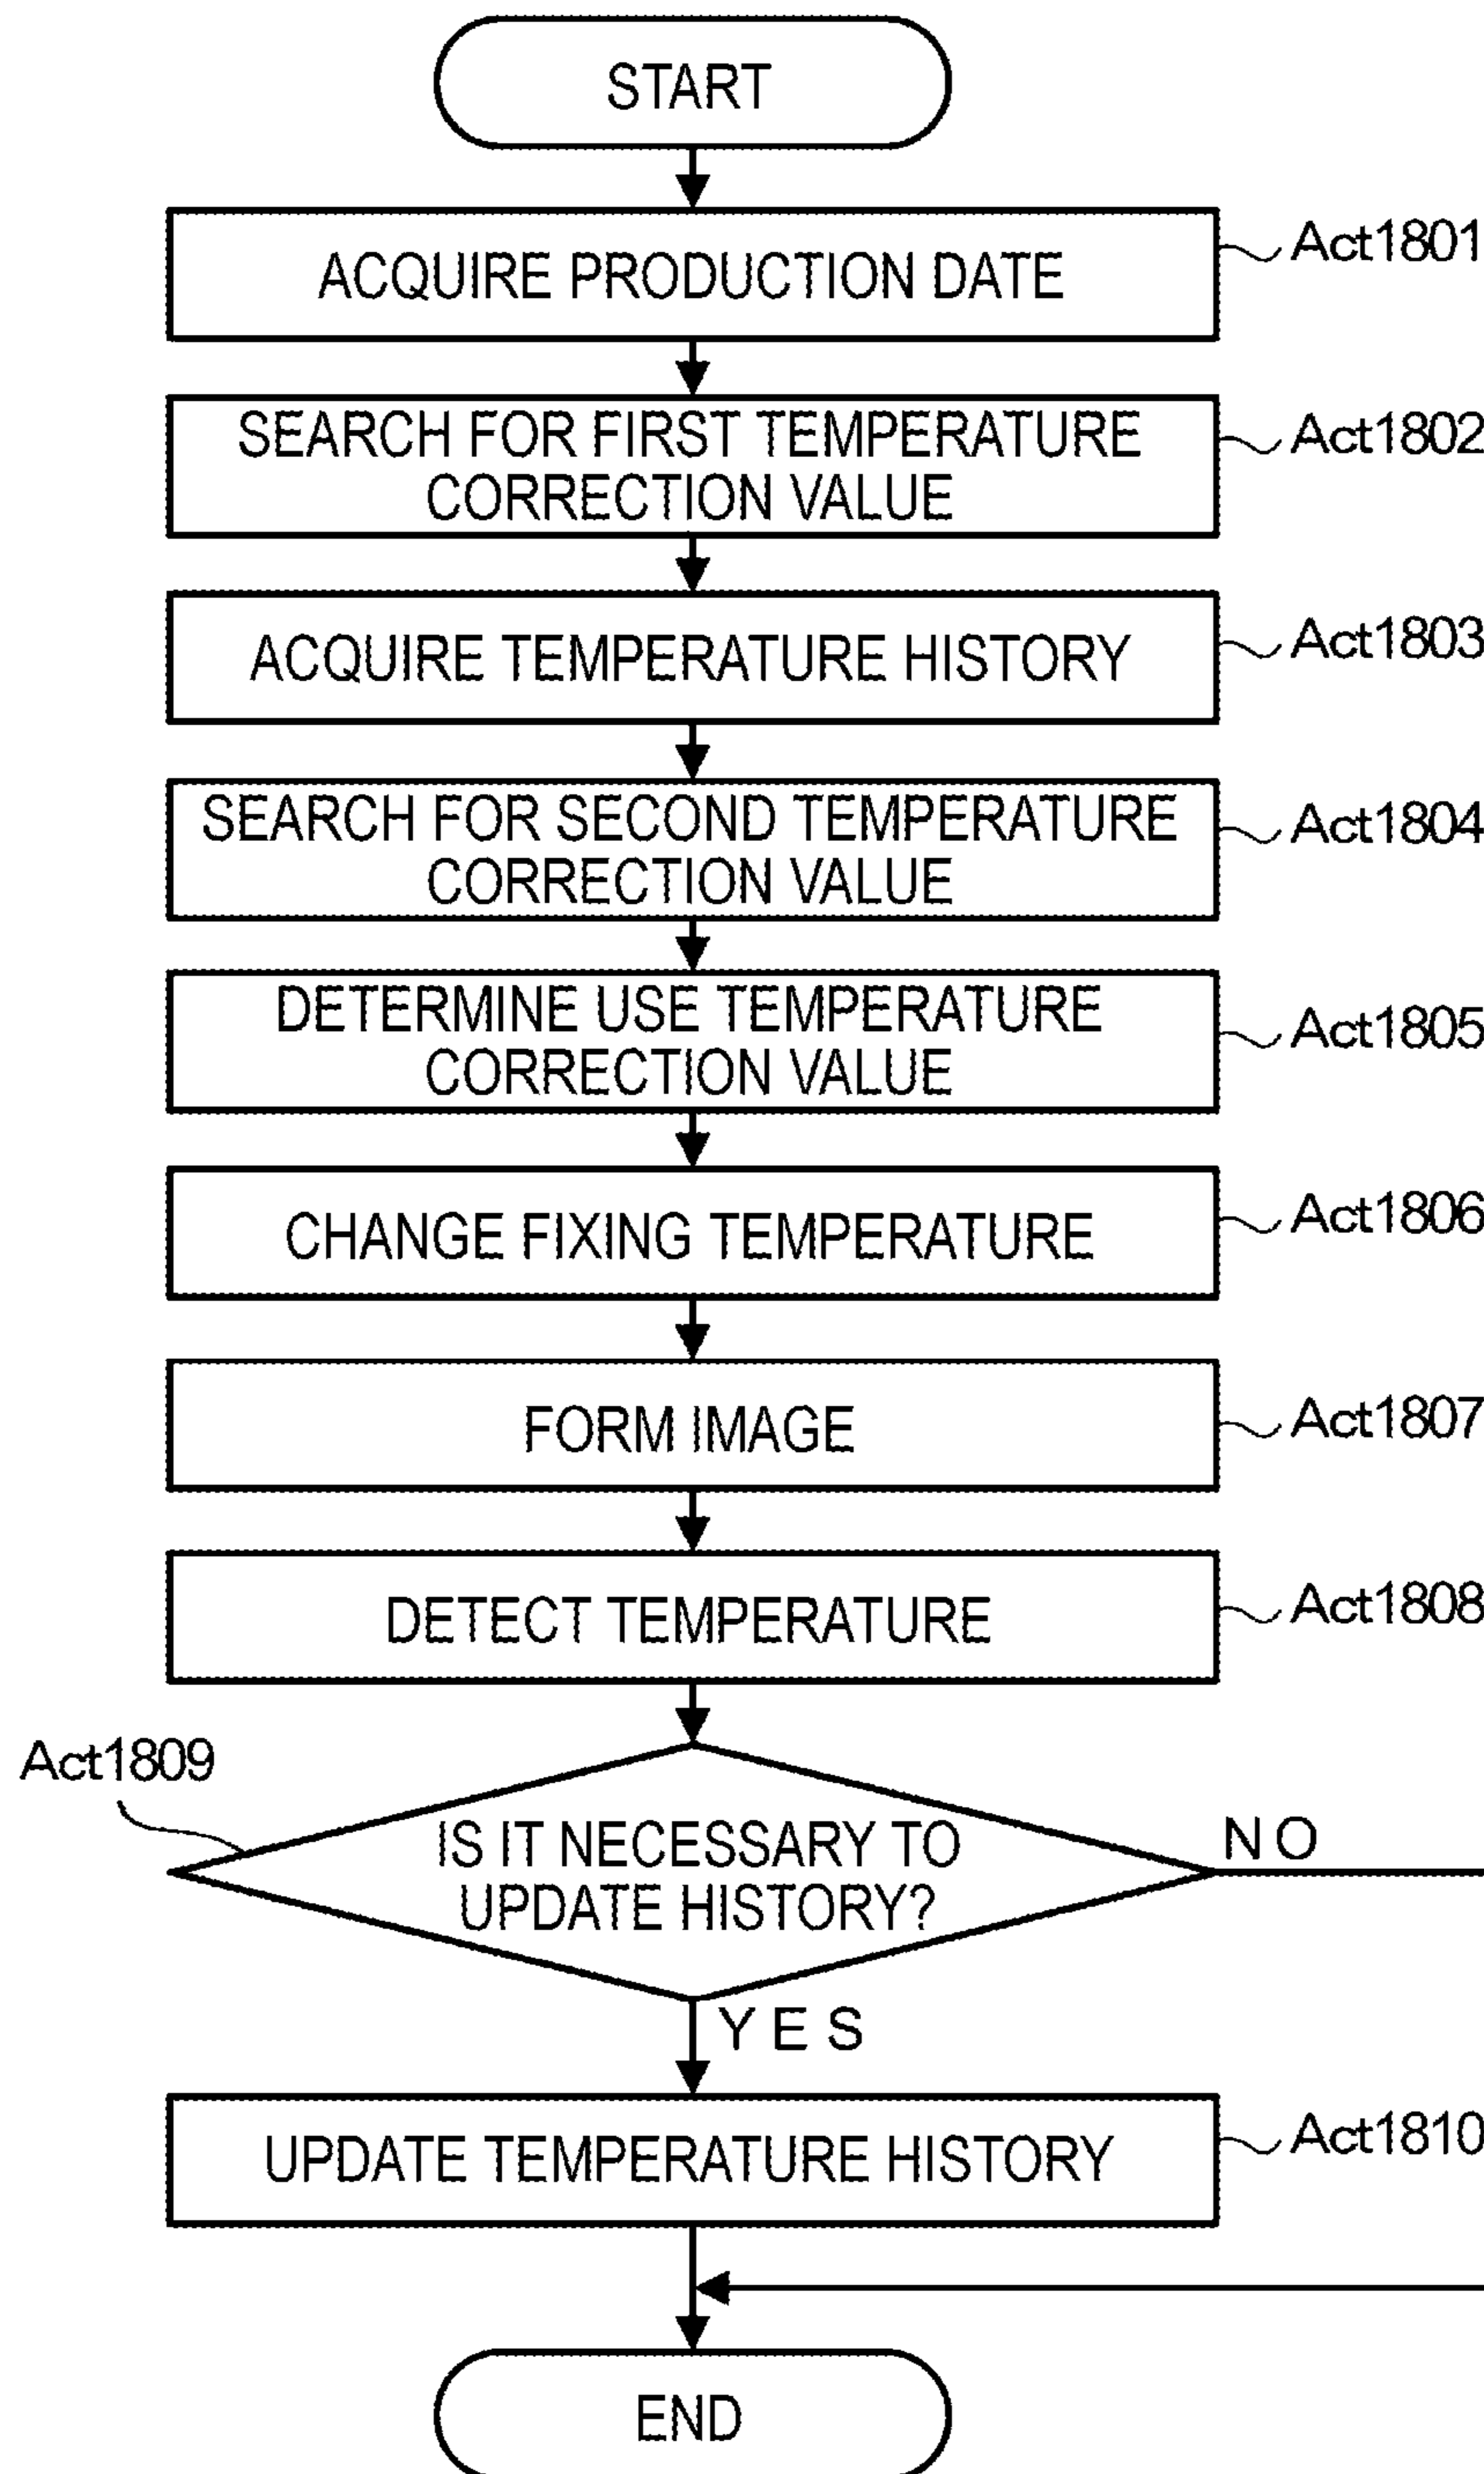 START
ACQUIRE PRODUCTION DATE
Act1801
SEARCH FOR FIRST TEMPERATURE
CORRECTION VALUE
Act1802
ACQUIRE TEMPERATURE HISTORY
Act1803
SEARCH FOR SECOND TEMPERATURE
CORRECTION VALUE
Act1804
DETERMINE USE TEMPERATURE
CORRECTION VALUE
Act1805
CHANGE FIXING TEMPERATURE
Act1806
FORM IMAGE
Act1807
DETECT TEMPERATURE
Act1808
Act1809
IS IT NECESSARY TO
UPDATE HISTORY?
NO
YES
UPDATE TEMPERATURE HISTORY
Act1810
END